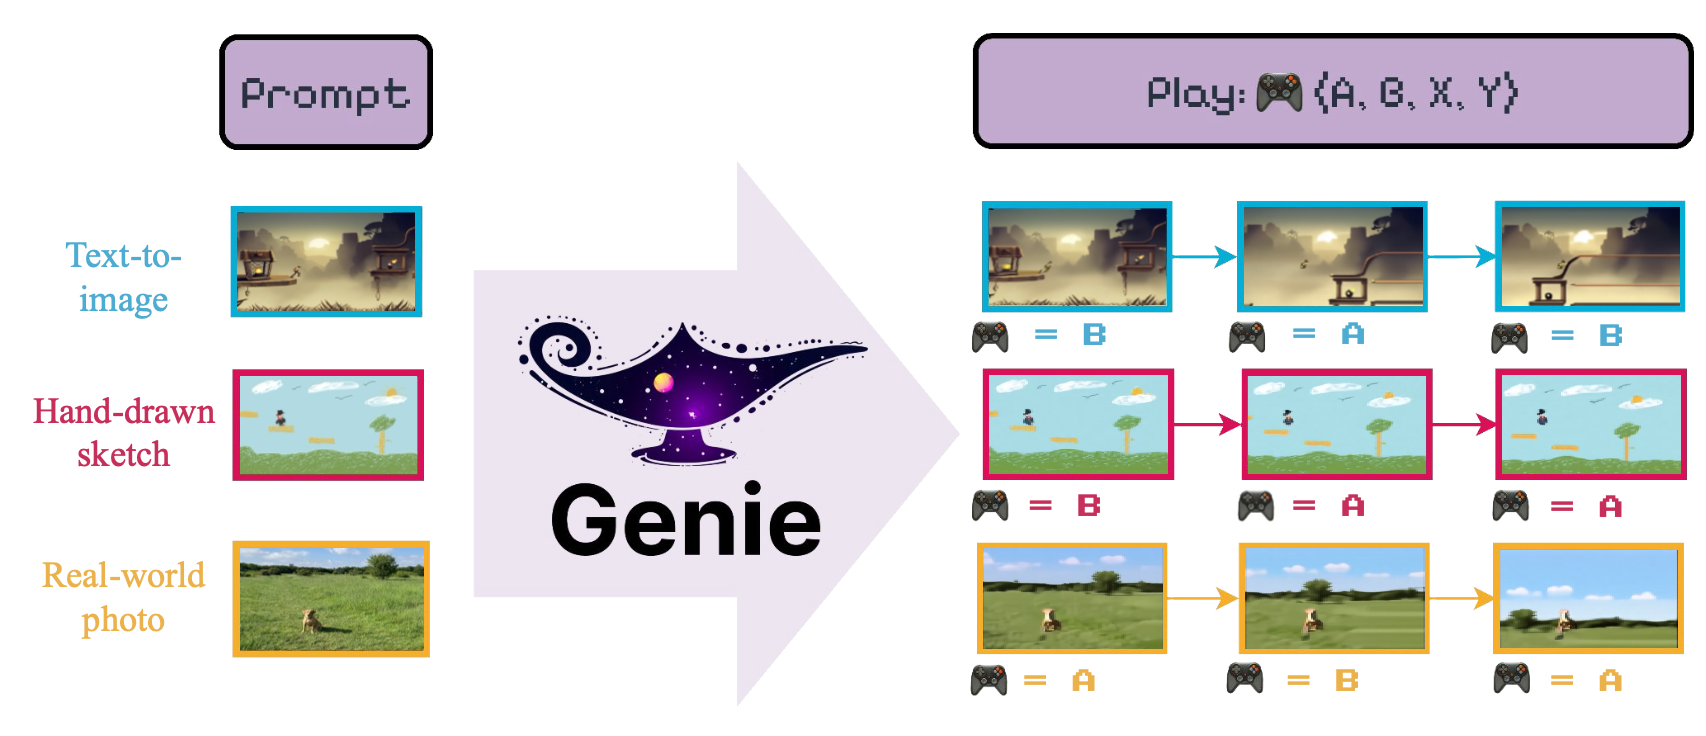 Prompt
Play: {A, B, X, Y}
Text-to-
image
= B
= A
= B
Hand-drawn
sketch
= B
= A
= A
Genie
Real-world
photo
= A
= B
= A